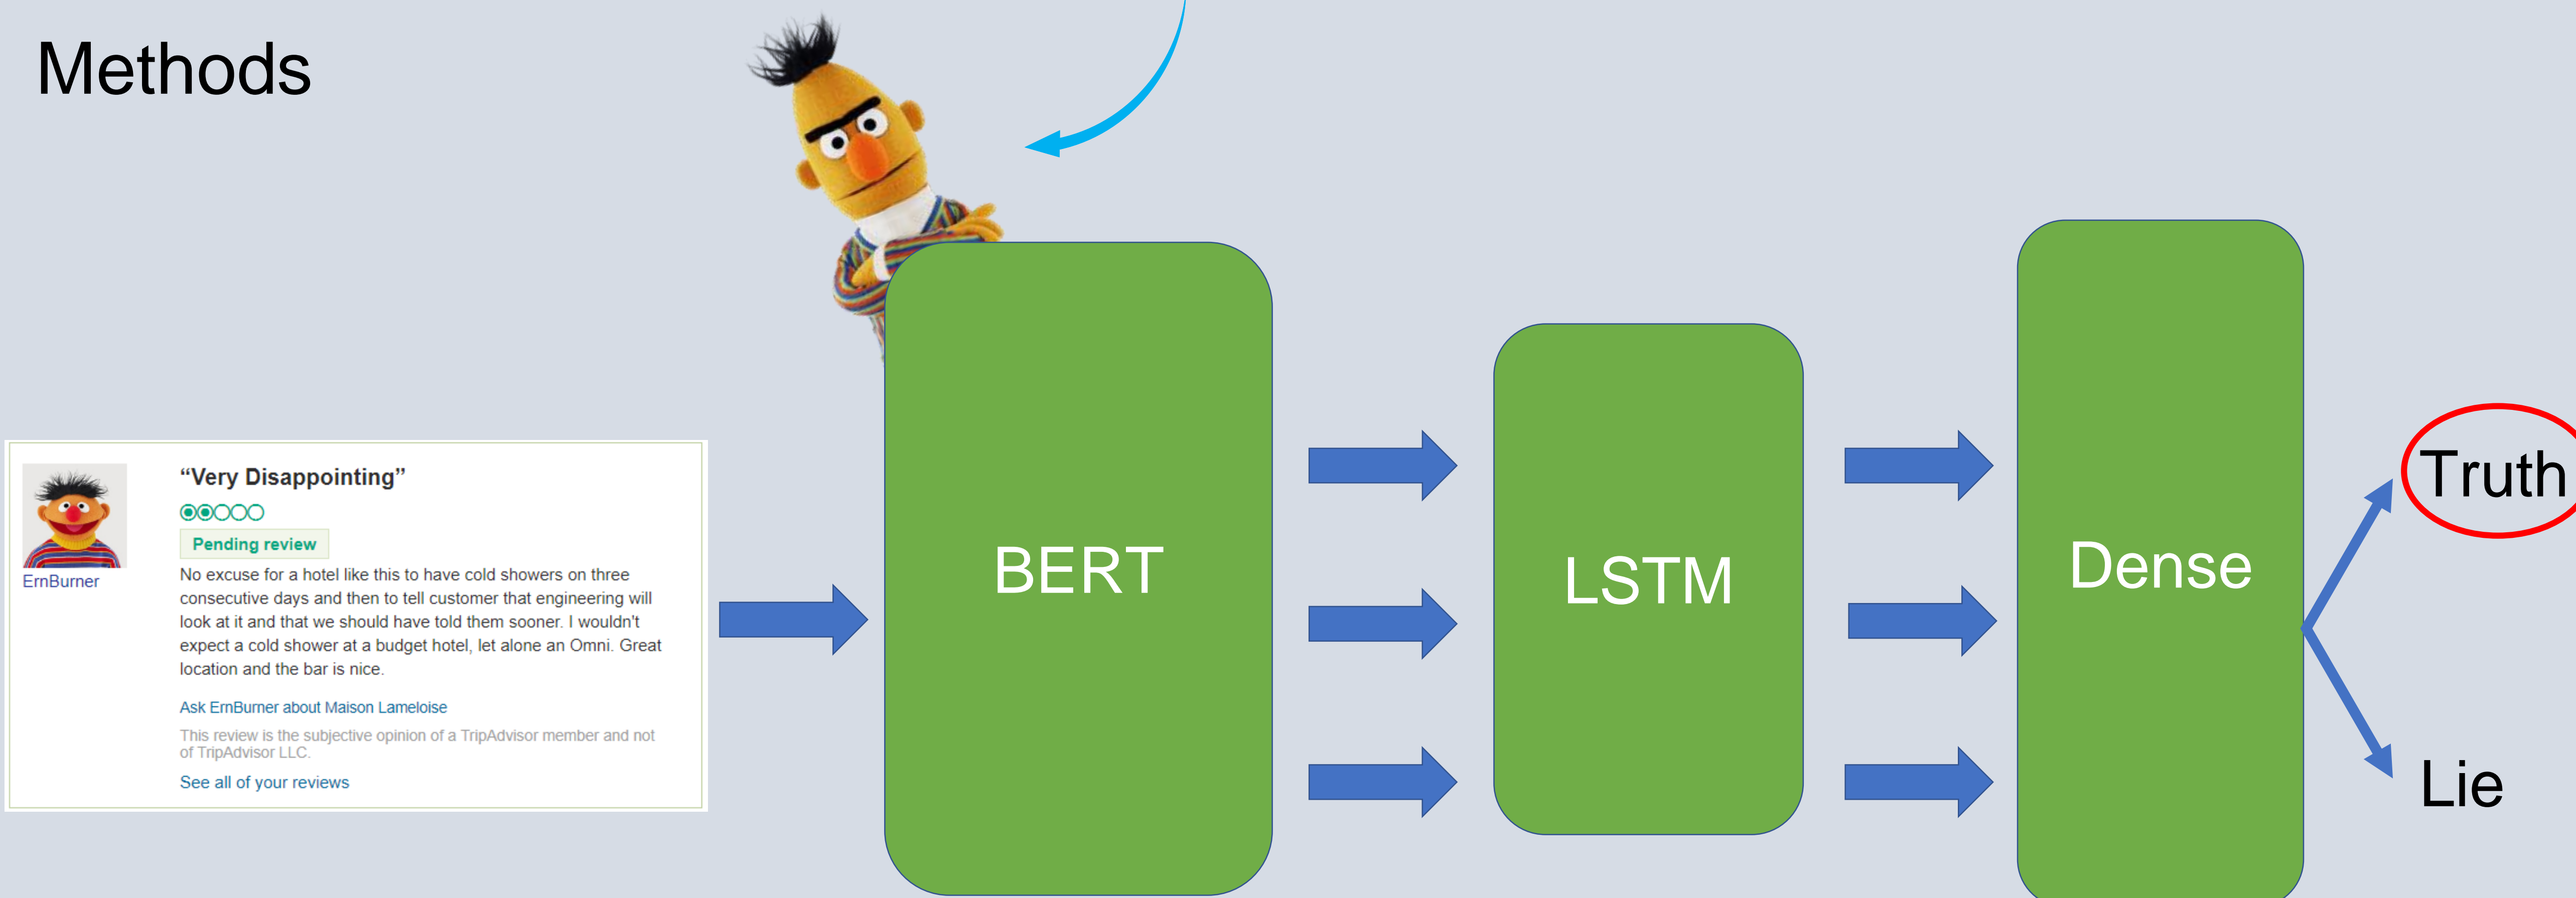 Methods
“Very Disappointing”
Pending review
ErnBurner
No excuse for a hotel like this to have cold showers on three
consecutive days and then to tell customer that engineering will
look at it and that we should have told them sooner. I wouldn't
expect a cold shower at a budget hotel, let alone an Omni. Great
location and the bar is nice.
Ask ErnBurner about Maison Lameloise
This review is the subjective opinion of a TripAdvisor member and not
of TripAdvisor LLC.
See all of your reviews
BERT
LSTM
Dense
Truth
Lie